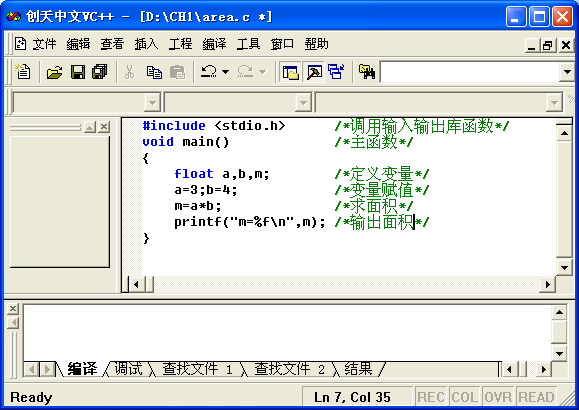 创天中文VC++ - [D:\CH1\area.c *]
文件 编辑 查看 插入 工程 编译 工具 窗口 帮助
#include <stdio.h> /*调用输入输出库函数*/
void main() /*主函数*/
{
float a,b,m; /*定义变量*/
a=3;b=4; /*变量赋值*/
m=a*b; /*求面积*/
printf("m=%f\n",m); /*输出面积*/
}
编译 调试 查找文件 1 查找文件 2 结果
Ready Ln 7, Col 35 REC COL OVR READ